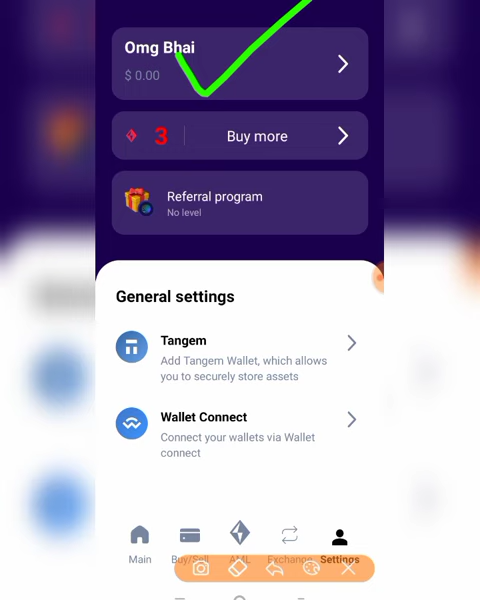 Omg Bhai
$ 0.00
3
Buy more
Referral program
No level
General settings
Tangem
Add Tangem Wallet, which allows
you to securely store assets
Wallet Connect
Connect your wallets via Wallet
connect
Main
Buy/Sell
AML
Exchange
Settings